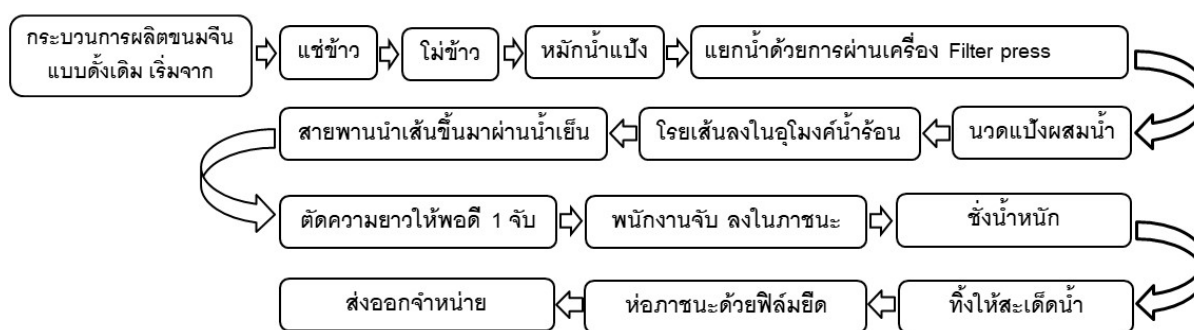 กระบวนการผลิตขนมจีน
แบบดั้งเดิม เริ่มจาก
แช่ข้าว
โม่ข้าว
หมักน้ำแป้ง
แยกน้ำด้วยการผ่านเครื่อง Filter press
นวดแป้งผสมน้ำ
โรยเส้นลงในอุโมงค์น้ำร้อน
สายพานนำเส้นขึ้นมาผ่านน้ำเย็น
ตัดความยาวให้พอดี 1 จับ
พนักงานจับ ลงในภาชนะ
ชั่งน้ำหนัก
ทิ้งให้สะเด็ดน้ำ
ห่อภาชนะด้วยฟิล์มยืด
ส่งออกจำหน่าย